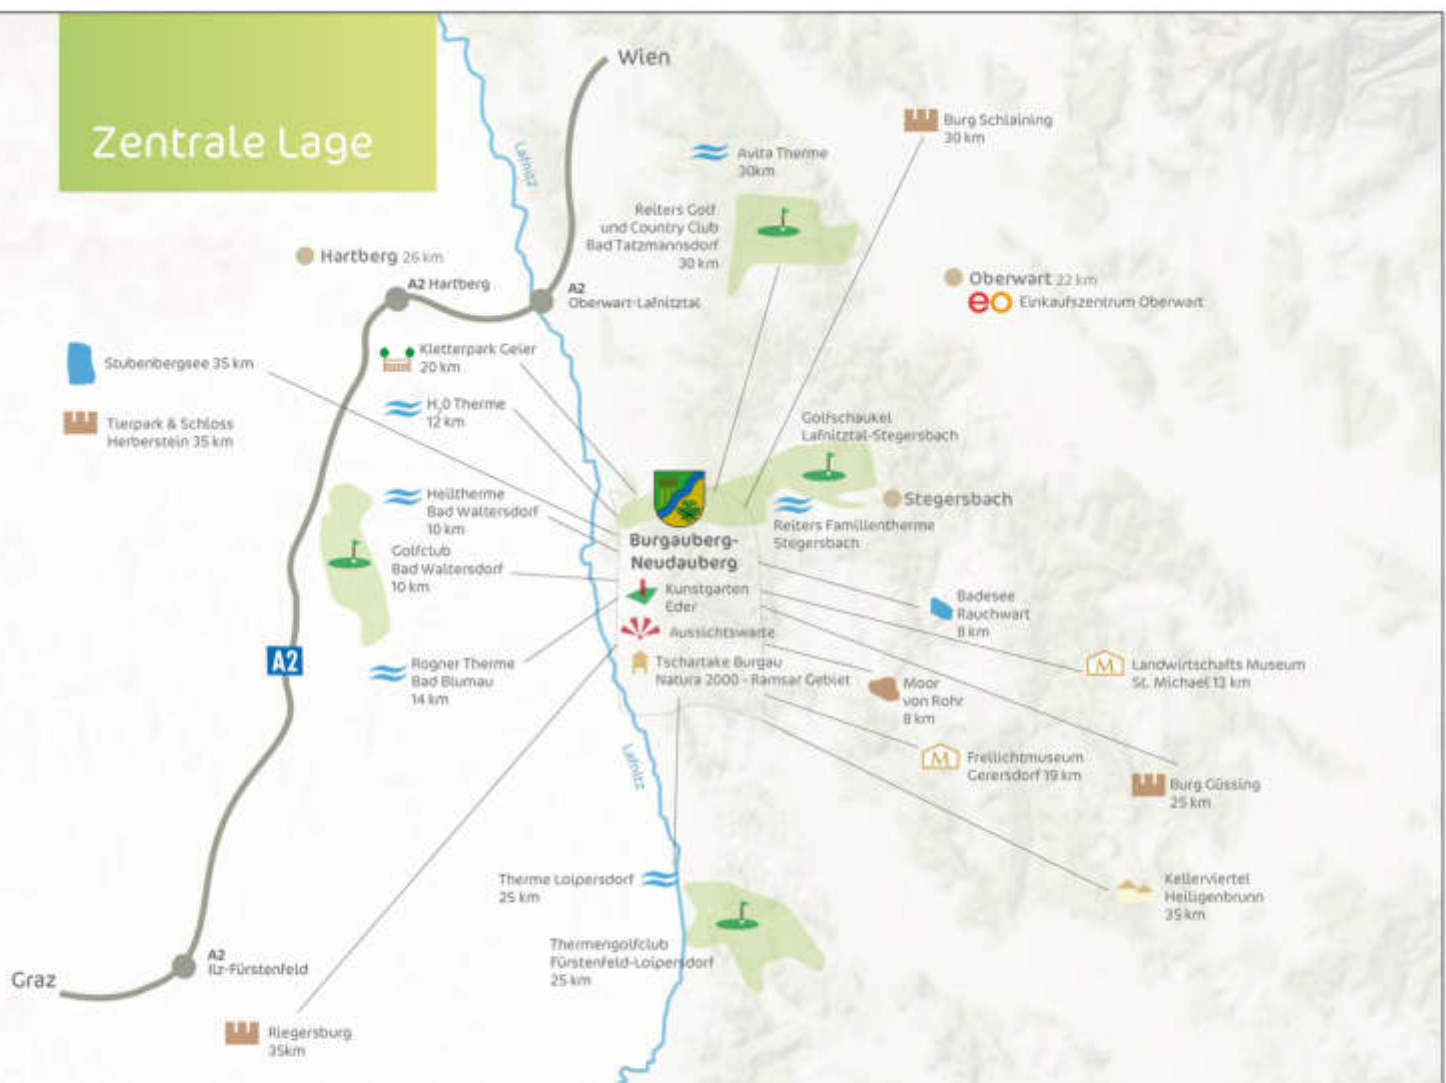 Zentrale Lage
Wien
Lafnitz
Burg Schlaining
30 km
Avita Therme
30km
Reiters Golf
und Country Club
Bad Tatzmannsdorf
30 km
Hartberg 26 km
A2 Hartberg
A2
Oberwart-Lafnitztal
Oberwart 22 km
eo Einkaufszentrum Oberwart
Stubenbergsee 35 km
Kletterpark Geier
20 km
H₂0 Therme
12 km
Tierpark & Schloss
Herberstein 35 km
Golfschaukel
Lafnitztal-Stegersbach
Stegersbach
Reiters Familientherme
Stegersbach
Heiltherme
Bad Waltersdorf
10 km
Golfclub
Bad Waltersdorf
10 km
Burgauberg-
Neudauberg
Kunstgarten
Eder
Aussichtswarte
Tschartake Burgau
Natura 2000 - Ramsar Gebiet
Badesee
Rauchwart
8 km
A2
Rogner Therme
Bad Blumau
14 km
M
Landwirtschafts Museum
St. Michael 13 km
Moor
von Rohr
8 km
Lafnitz
M
Freilichtmuseum
Gerersdorf 19 km
Burg Güssing
25 km
Therme Loipersdorf
25 km
Kellerviertel
Heiligenbrunn
35 km
Thermengolfclub
Fürstenfeld-Loipersdorf
25 km
Graz
A2
Ilz-Fürstenfeld
Riegersburg
35km